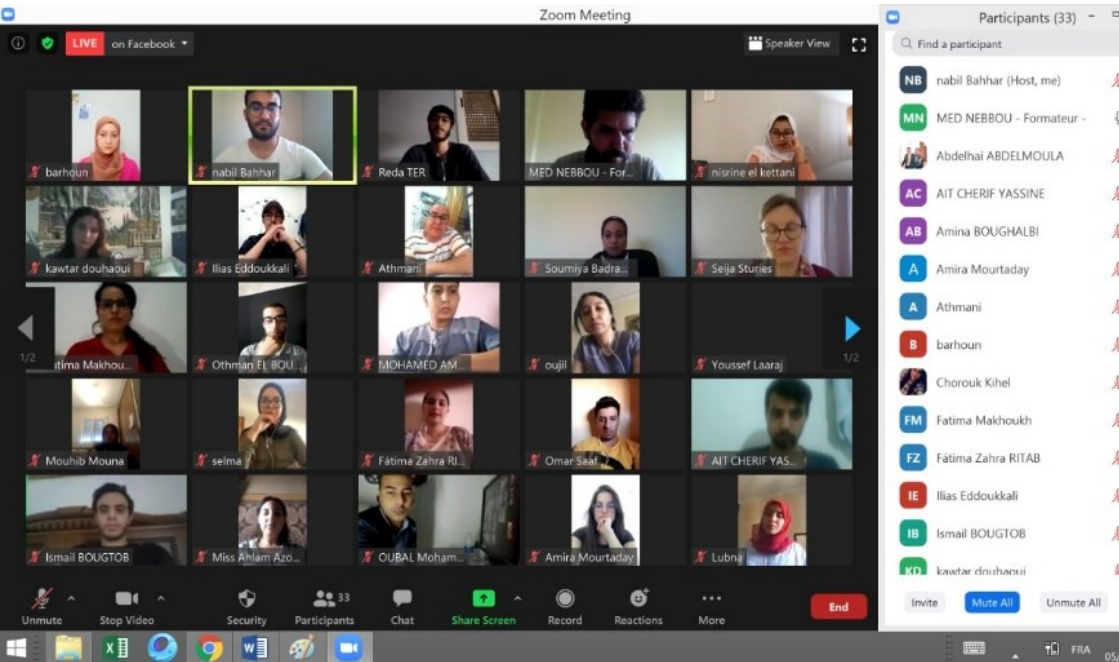 Zoom Meeting
LIVE on Facebook
Speaker View
barhoun
nabil Bahhar
Reda TER
MED NEBBOU - For...
nisrine el kettani
kawtar douhaoui
Ilias Eddoukkali
Athmani
Soumiya Badra...
Seija Sturies
1/2
1/2
atima Makhou...
Othman EL BOU...
MOHAMED AM...
oujil
Youssef Laaraj
Mouhib Mouna
selma
Fatima Zahra RI...
Omar Saaf
AIT CHERIF YAS...
Ismail BOUGTOB
Miss Ahlam Azo...
OUBAL Moham...
Amira Mourtaday
Lubna
Unmute
Stop Video
Security
33
Participants
Chat
Share Screen
Record
Reactions
More
End
Participants (33)
Find a participant
NB nabil Bahhar (Host, me)
MN MED NEBBOU - Formateur -
Abdelhai ABDELMOULA
AC AIT CHERIF YASSINE
AB Amina BOUGHALBI
A Amira Mourtaday
A Athmani
B barhoun
Chorouk Kihel
FM Fatima Makhoukh
FZ Fatima Zahra RITAB
IE Ilias Eddoukkali
IB Ismail BOUGTOB
KD kawtar douhaoui
Invite
Mute All
Unmute All
FRA
05: